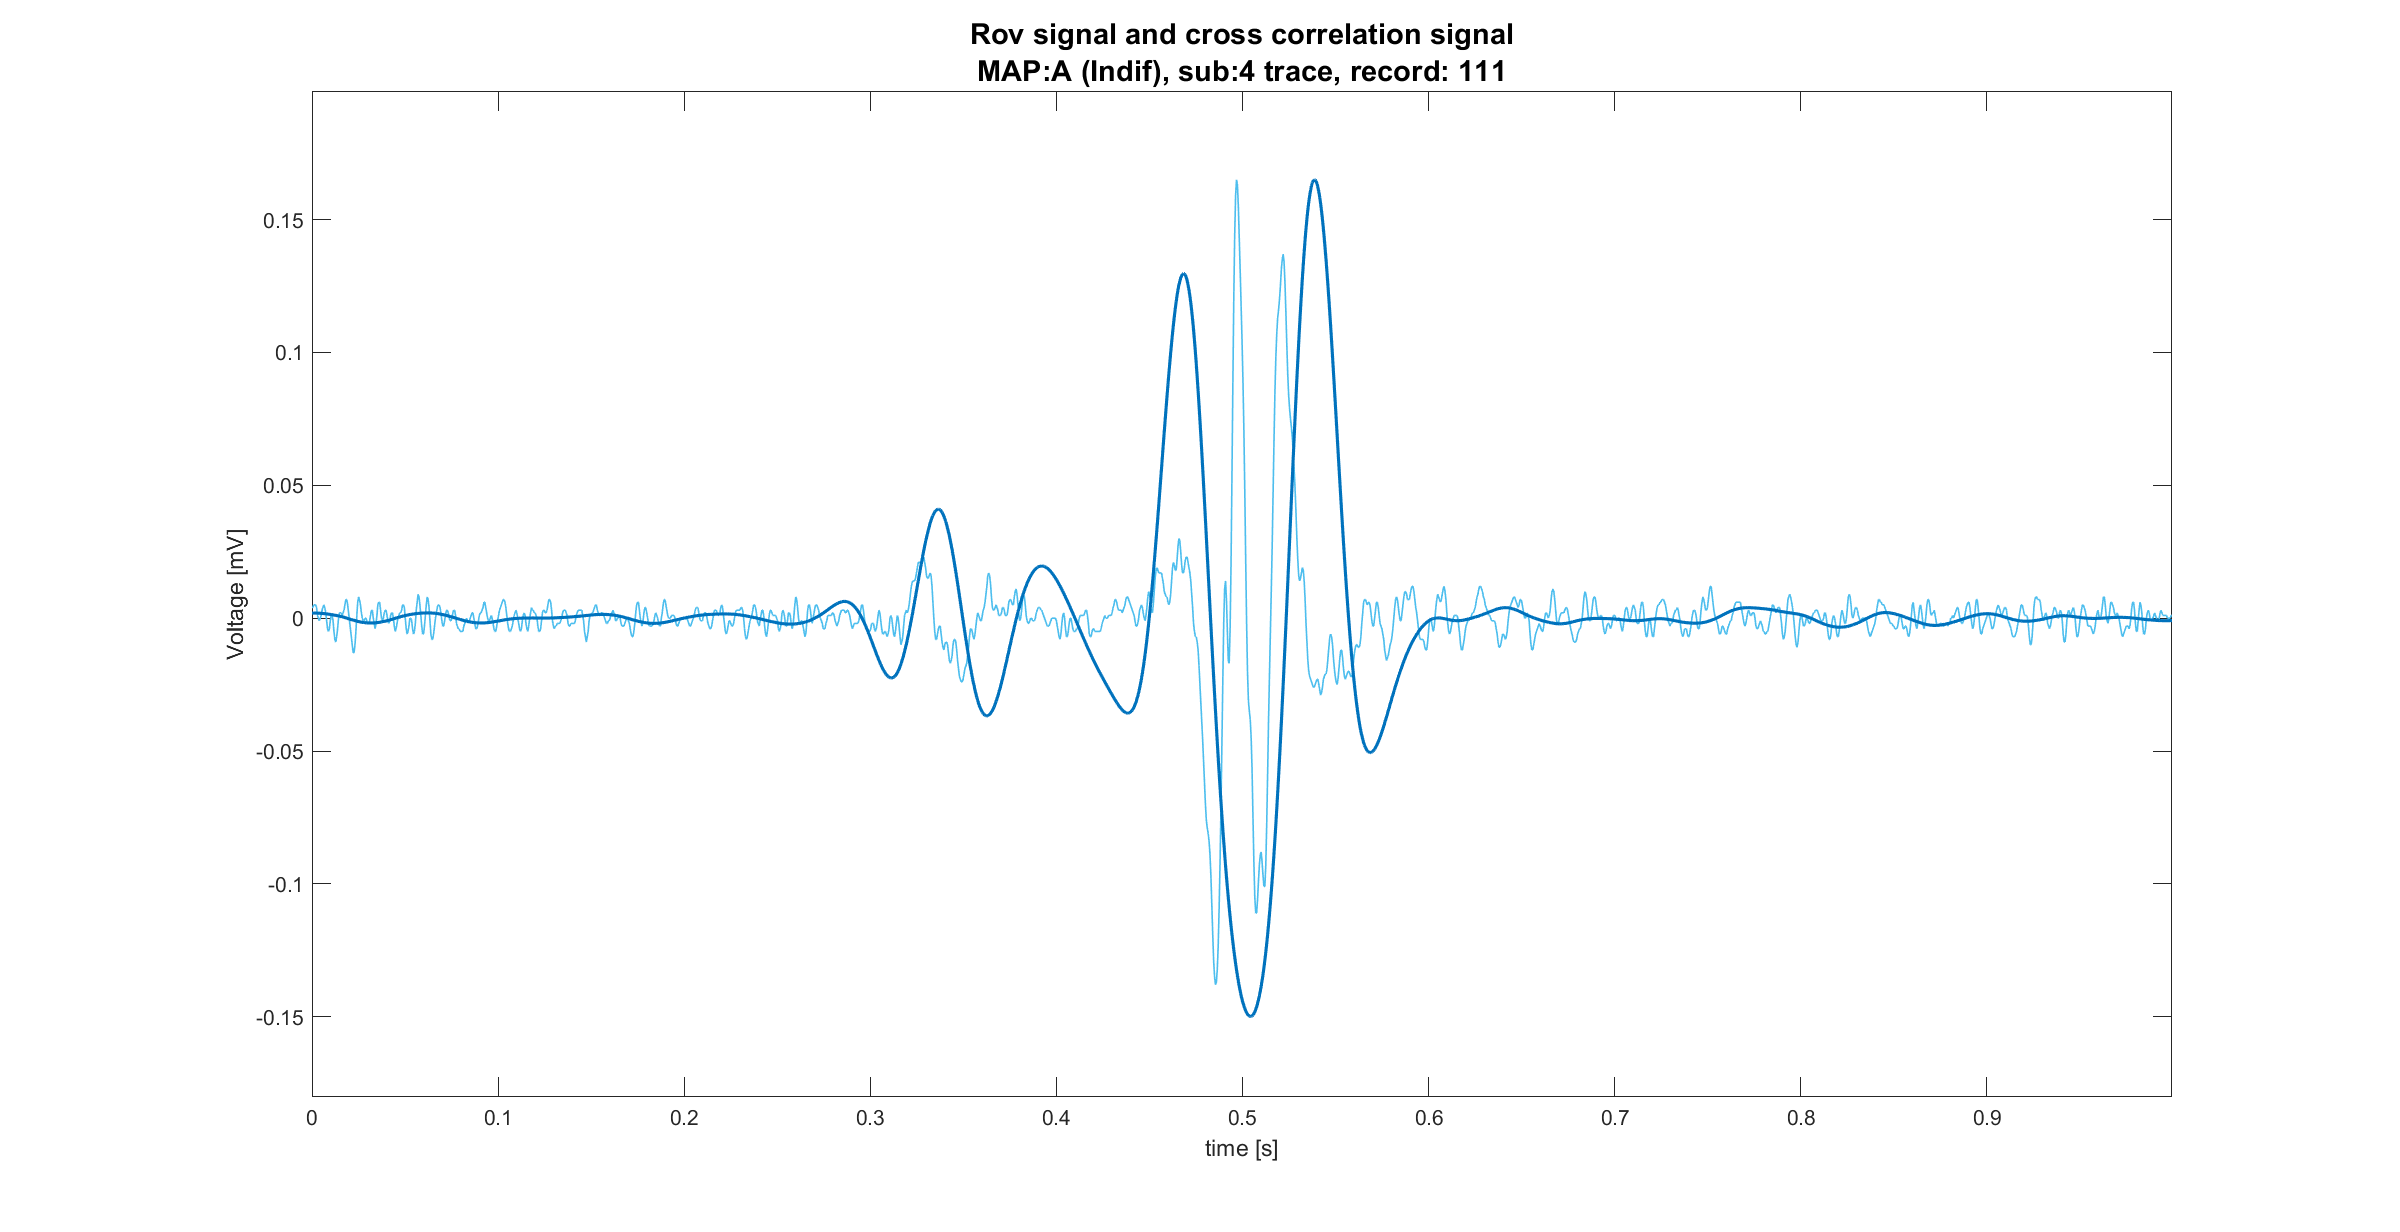 Rov signal and cross correlation signal
MAP:A (Indif), sub:4 trace, record: 111
Voltage [mV]
0.15
0.1
0.05
0
-0.05
-0.1
-0.15
0 0.1 0.2 0.3 0.4 0.5 0.6 0.7 0.8 0.9
time [s]